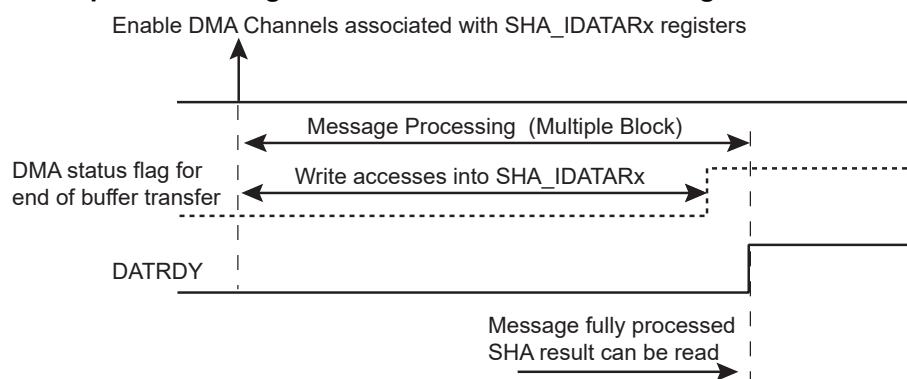 Enable DMA Channels associated with SHA_IDATARx registers
Message Processing (Multiple Block)
DMA status flag for
end of buffer transfer
Write accesses into SHA_IDATARx
DATRDY
Message fully processed
SHA result can be read